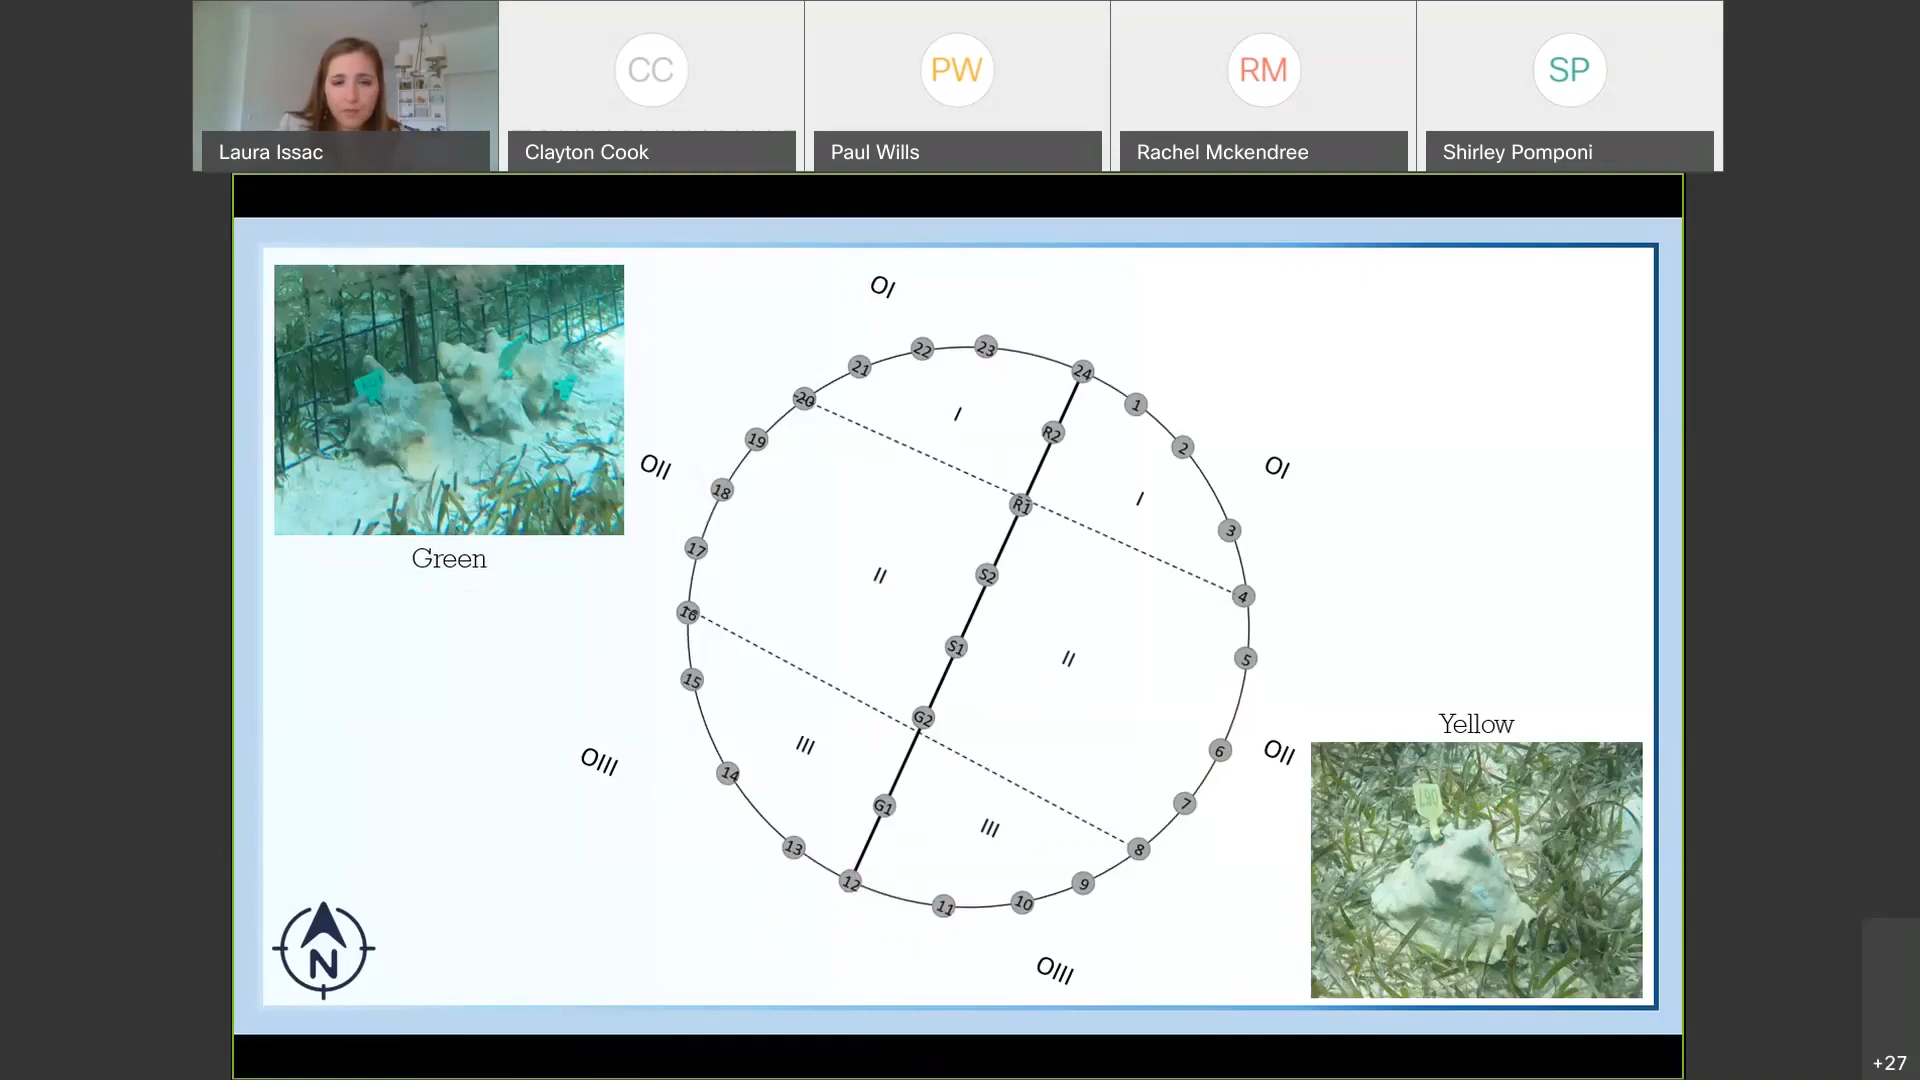 CC
PW
RM
SP
Laura Issac
Clayton Cook
Paul Wills
Rachel Mckendree
Shirley Pomponi
OI
22
23
21
24
20
1
I
R2
19
2
OII
OI
18
R1
I
3
17
II
S2
4
16
S1
II
5
15
G2
III
6
OII
OIII
14
G1
7
III
13
8
12
9
11
10
OIII
Green
Yellow
N
+27